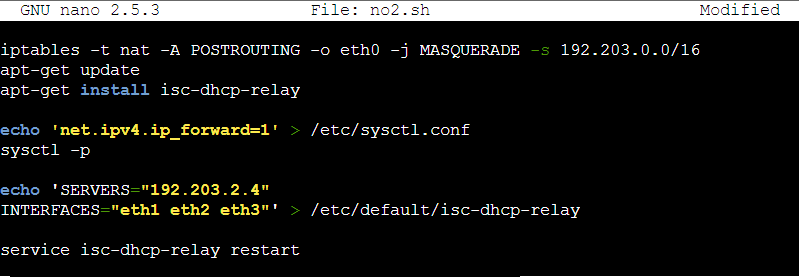 GNU nano 2.5.3 File: no2.sh Modified
iptables -t nat -A POSTROUTING -o eth0 -j MASQUERADE -s 192.203.0.0/16
apt-get update
apt-get install isc-dhcp-relay
echo 'net.ipv4.ip_forward=1' > /etc/sysctl.conf
sysctl -p
echo 'SERVERS="192.203.2.4"
INTERFACES="eth1 eth2 eth3"' > /etc/default/isc-dhcp-relay
service isc-dhcp-relay restart